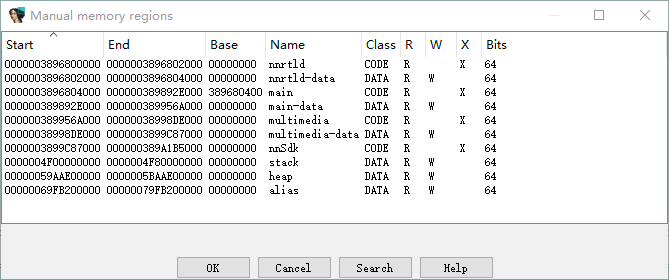 Manual memory regions
Start End Base Name Class R W X Bits
0000003896800000 0000003896802000 00000000 nnrtld CODE R X 64
0000003896802000 0000003896804000 00000000 nnrtld-data DATA R W 64
0000003896804000 000000389892E000 389680400 main CODE R X 64
000000389892E000 000000389956A000 00000000 main-data DATA R W 64
000000389956A000 00000038998DE000 00000000 multimedia CODE R X 64
00000038998DE000 0000003899C87000 00000000 multimedia-data DATA R W 64
0000003899C87000 000000389A1B5000 00000000 nnSdk CODE R X 64
0000004F00000000 0000004F80000000 00000000 stack DATA R W 64
00000059AAE00000 0000005BAAE00000 00000000 heap DATA R W 64
00000069FB200000 00000079FB200000 00000000 alias DATA R W 64
OK Cancel Search Help